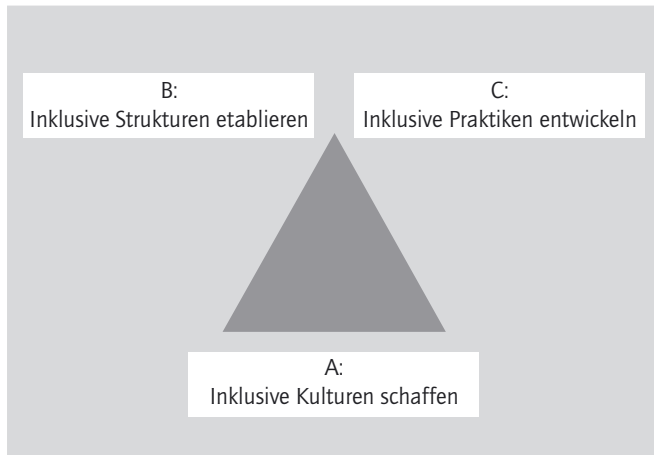 B:
Inklusive Strukturen etablieren
C:
Inklusive Praktiken entwickeln
A:
Inklusive Kulturen schaffen